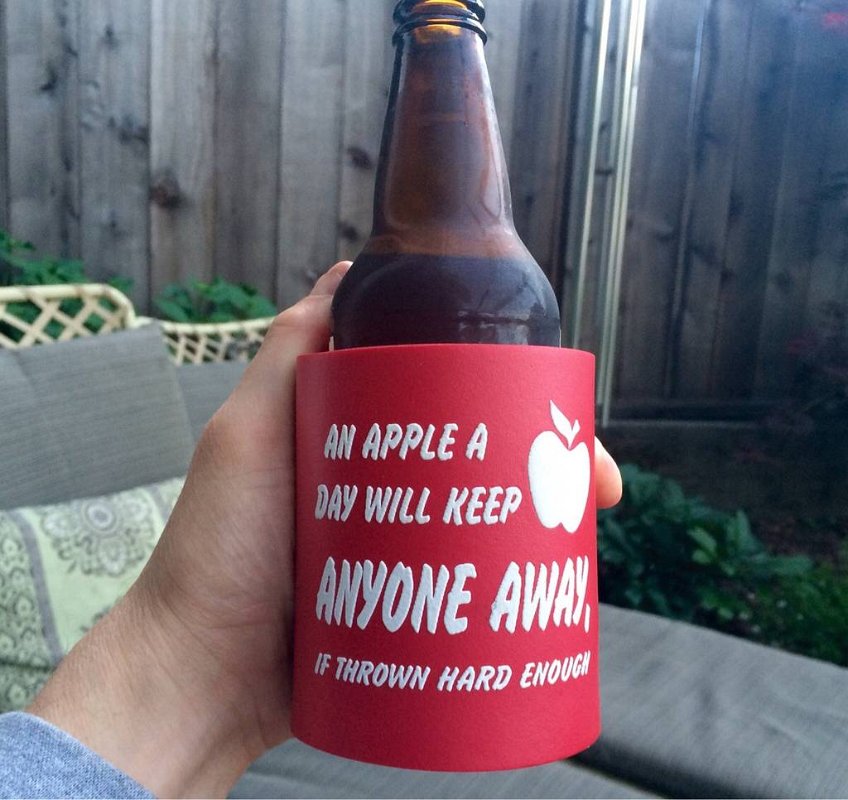 AN APPLE A
DAY WILL KEEP
ANYONE AWAY,
IF THROWN HARD ENOUGH